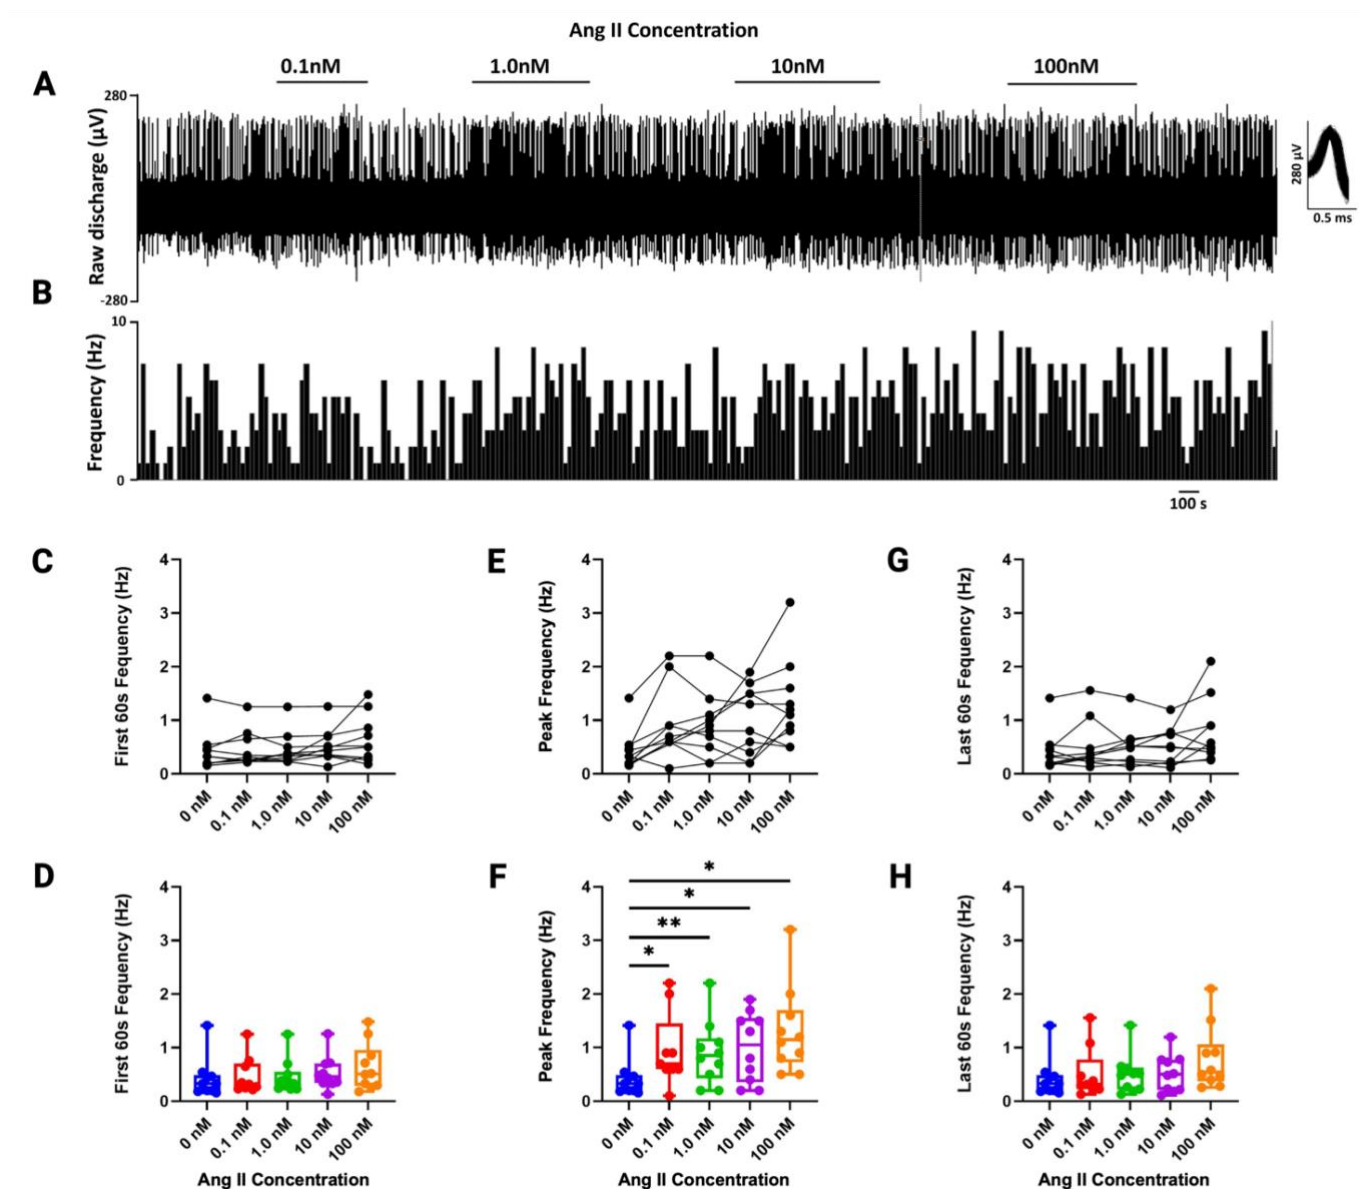 Ang II Concentration
0.1nM 1.0nM 10nM 100nM
A
280
Raw discharge (µV)
-280
280 µV
0.5 ms
B
10
Frequency (Hz)
0
100 s
C
First 60s Fequency (Hz)
4
3
2
1
0
0 nM 0.1 nM 1.0 nM 10 nM 100 nM
E
Peak Frequency (Hz)
4
3
2
1
0
0 nM 0.1 nM 1.0 nM 10 nM 100 nM
G
Last 60s Fequency (Hz)
4
3
2
1
0
0 nM 0.1 nM 1.0 nM 10 nM 100 nM
D
First 60s Fequency (Hz)
4
3
2
1
0
0 nM 0.1 nM 1.0 nM 10 nM 100 nM
Ang II Concentration
F
Peak Frequency (Hz)
4
3
2
1
0
*
*
**
*
0 nM 0.1 nM 1.0 nM 10 nM 100 nM
Ang II Concentration
H
Last 60s Fequency (Hz)
4
3
2
1
0
0 nM 0.1 nM 1.0 nM 10 nM 100 nM
Ang II Concentration